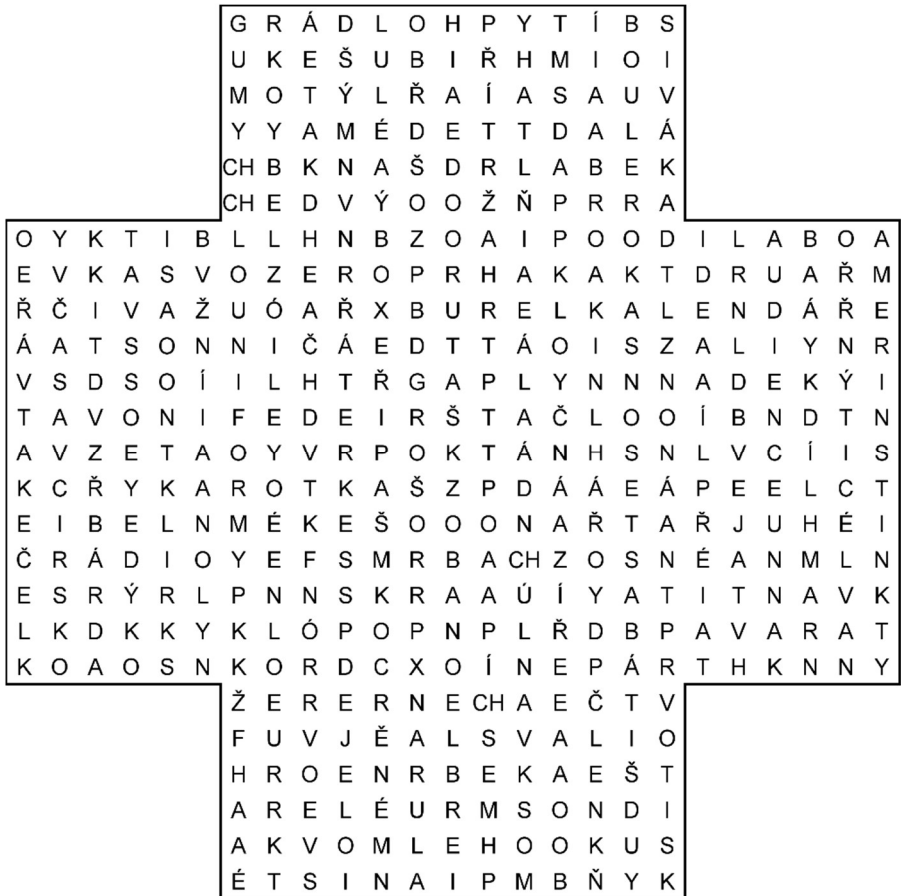 G R Á D L O H P Y T Í B S
U K E Š U B I Ř H M I O I
M O T Ý L Ř A Í A S A U V
Y Y A M É D E T T D A L Á
CH B K N A Š D R L A B E K
CH E D V Ý O O Ž Ň P R R A
O Y K T I B L L H N B Z O A I P O O D I L A B O A
E V K A S V O Z E R O P R H A K A K T D R U A Ř M
Ř Č I V A Ž U Ó A Ř X B U R E L K A L E N D Á Ř E
Á A T S O N N I Č Á E D T T Á O I S Z A L I Y N R
V S D S O Í I L H T Ř G A P L Y N N N A D E K Ý I
T A V O N I F E D E I R Š T A Č L O O Í B N D T N
A V Z E T A O Y V R P O K T Á N H S N L V C Í I S
K C Ř Y K A R O T K A Š Z P D Á Á E Á P E E L C T
E I B E L N M É K E Š O O O N A Ř T A Ř J U H É I
Č R Á D I O Y E F S M R B A CH Z O S N É A N M L N
E S R Ý R L P N N S K R A A Ú Í Y A T I T N A V K
L K D K K Y K L Ó P O P N P L Ř D B P A V A R A T
K O A O S N K O R D C X O Í N E P Á R T H K N N Y
Ž E R E R N E CH A E Č T V
F U V J Ě A L S V A L I O
H R O E N R B E K A E Š T
A R E L É U R M S O N D I
A K V O M L E H O O K U S
É T S I N A I P M B Ň Y K